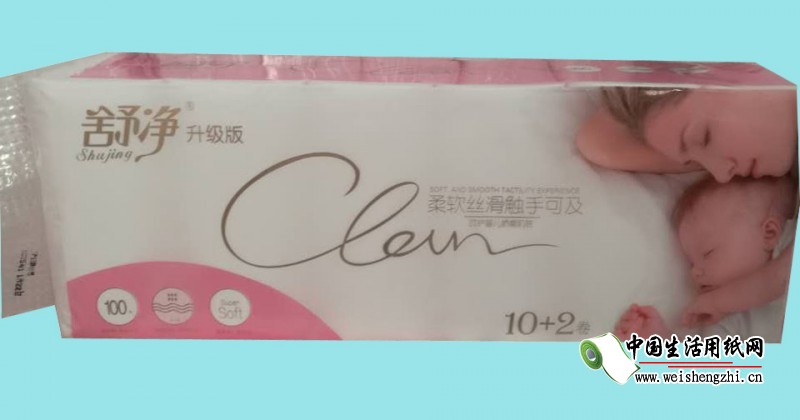 舒净® 升级版
Shujing
Clean
SOFT AND SMOOTH TACTILITY EXPERIENCE
柔软丝滑触手可及
100%
Super
Soft
10+2卷
中国生活用纸网
www.weishengzhi.cn